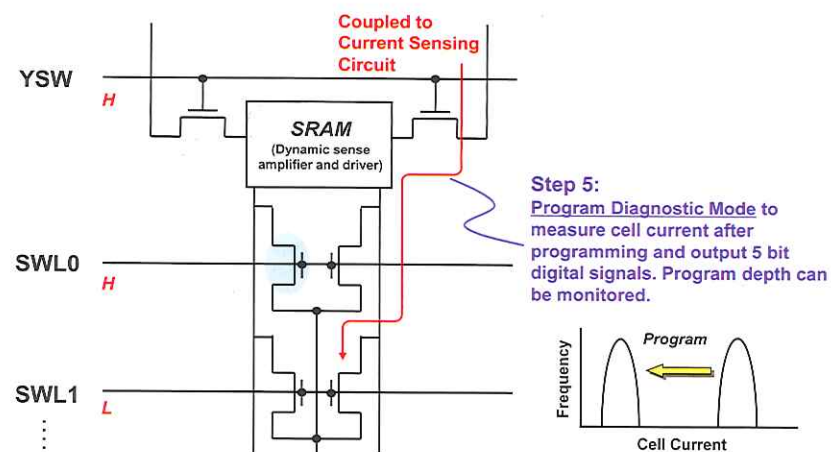 Coupled to
Current Sensing
Circuit
YSW
H
SRAM
(Dynamic sense
amplifier and driver)
Step 5:
Program Diagnostic Mode to
measure cell current after
programming and output 5 bit
digital signals. Program depth can
be monitored.
SWL0
H
Program
Frequency
SWL1
L
Cell Current